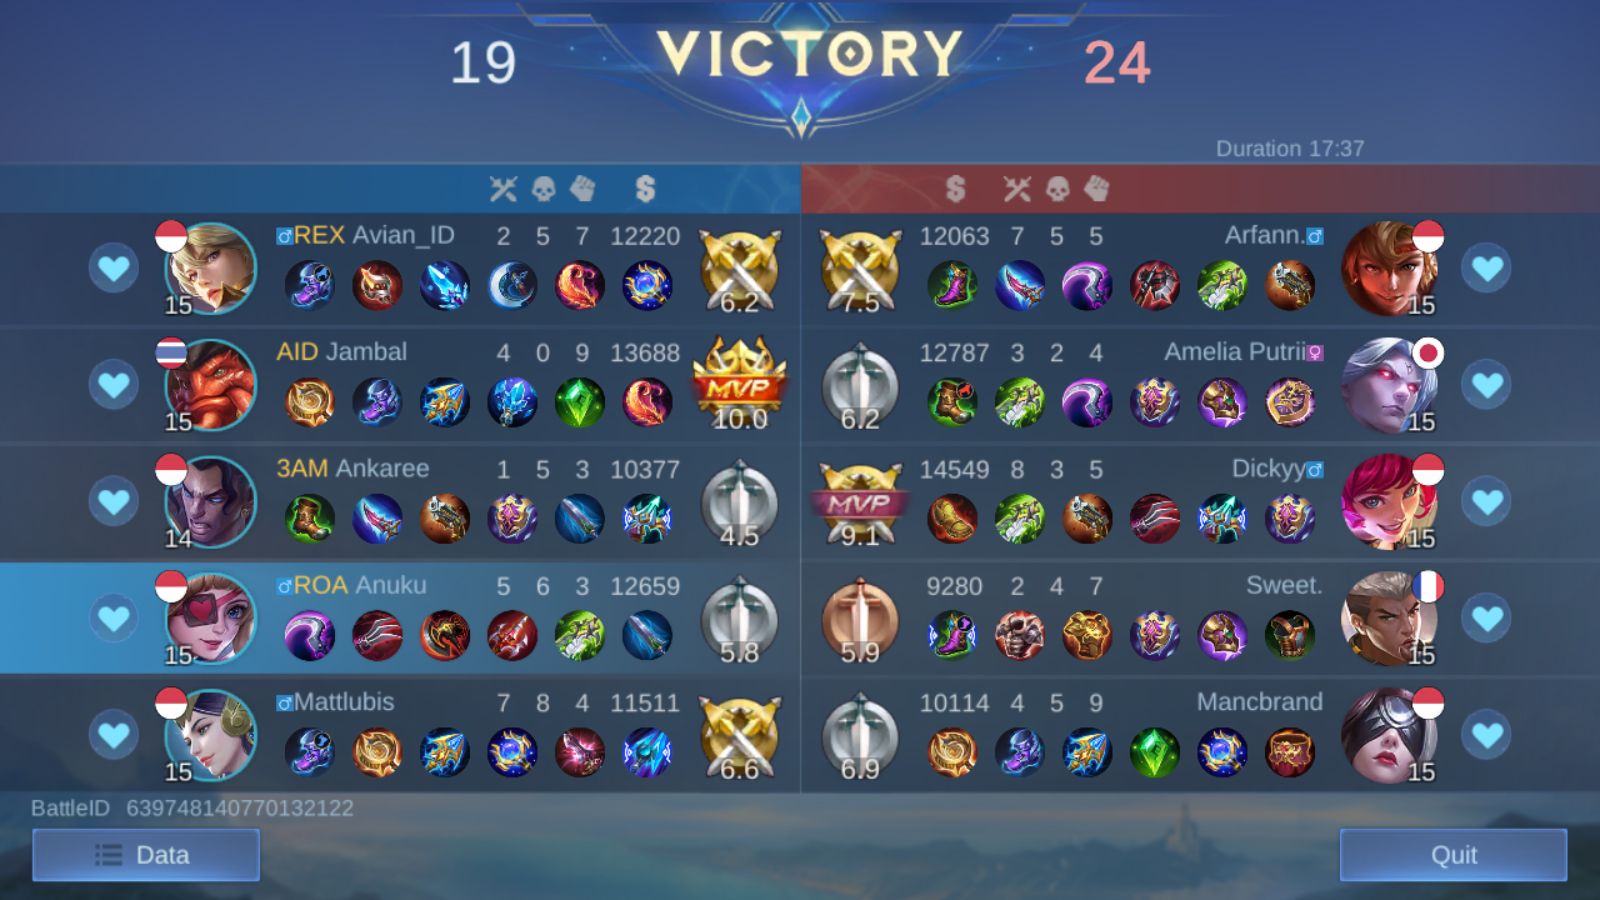 19 VICTORY 24
Duration 17:37
REX Avian_ID 2 5 7 12220
15 6.2
12063 7 5 5 Arfann.
7.5 15
AID Jambal 4 0 9 13688
15 MVP 10.0
12787 3 2 4 Amelia Putrii
6.2 15
3AM Ankaree 1 5 3 10377
14 4.5
14549 8 3 5 Dickyy
MVP 9.1 15
ROA Anuku 5 6 3 12659
15 5.8
9280 2 4 7 Sweet.
5.9 15
Mattlubis 7 8 4 11511
15 6.6
10114 4 5 9 Mancbrand
6.9 15
BattleID 639748140770132122
Data
Quit